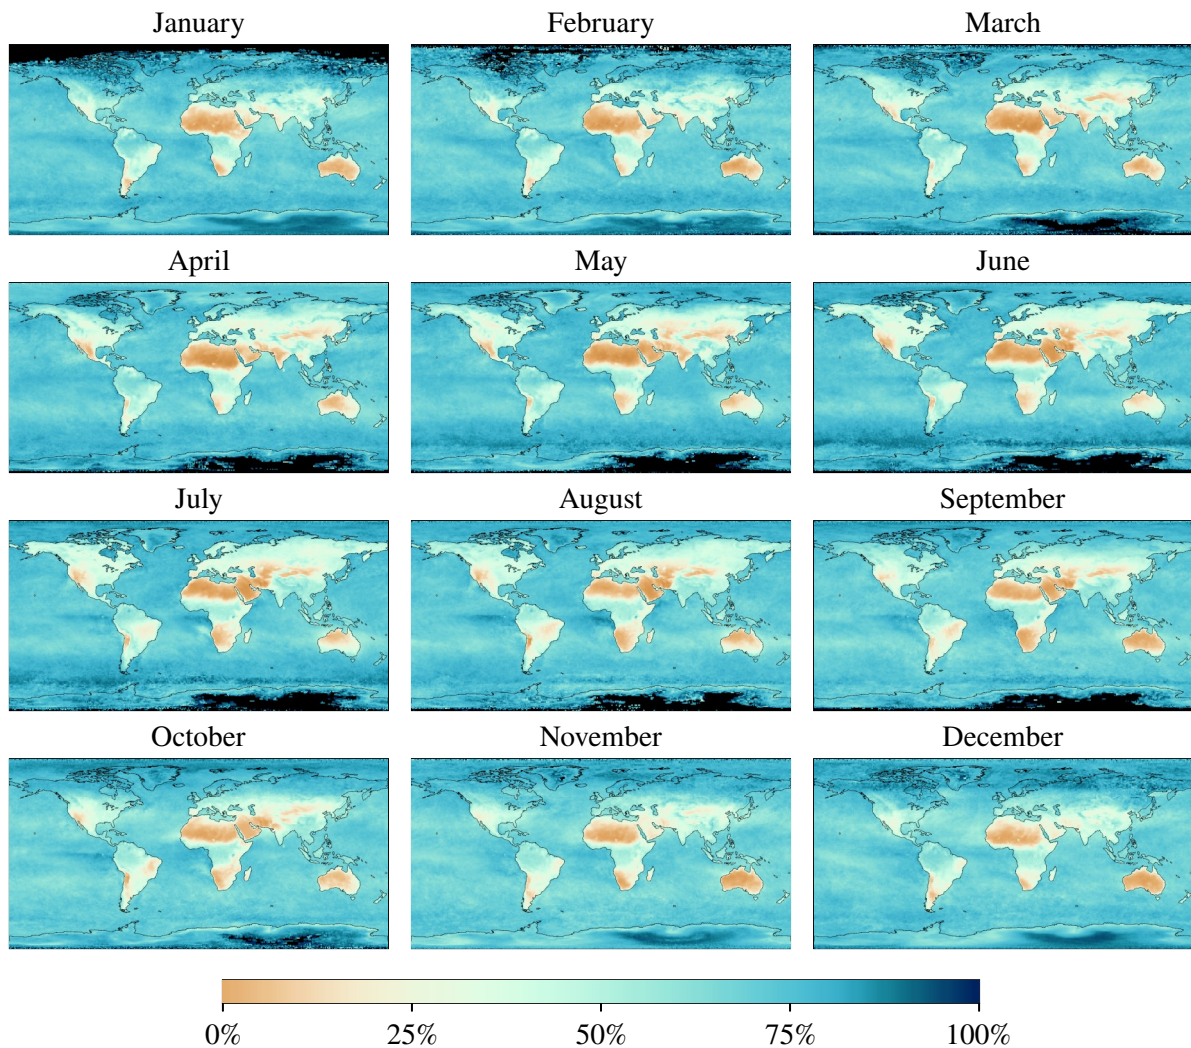 January February March
April May June
July August September
October November December
0% 25% 50% 75% 100%